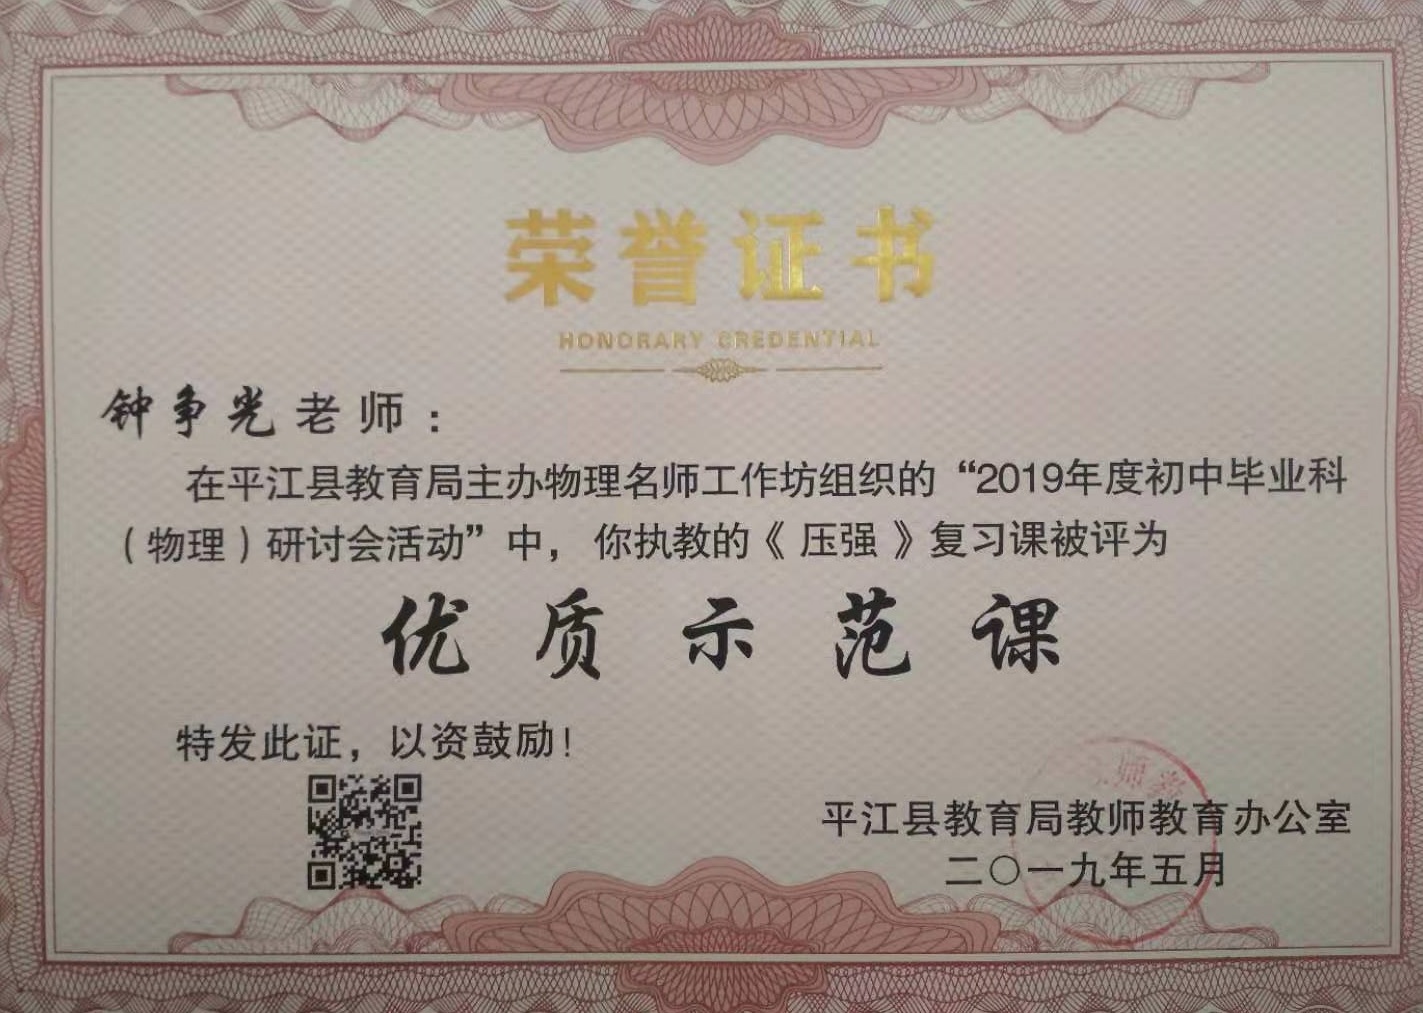 荣誉证书
HONORARY CREDENTIAL
钟争光老师：
在平江县教育局主办物理名师工作坊组织的“2019年度初中毕业科
（物理）研讨会活动”中，你执教的《压强》复习课被评为
优质示范课
特发此证，以资鼓励！
平江县教育局教师教育办公室
二〇一九年五月